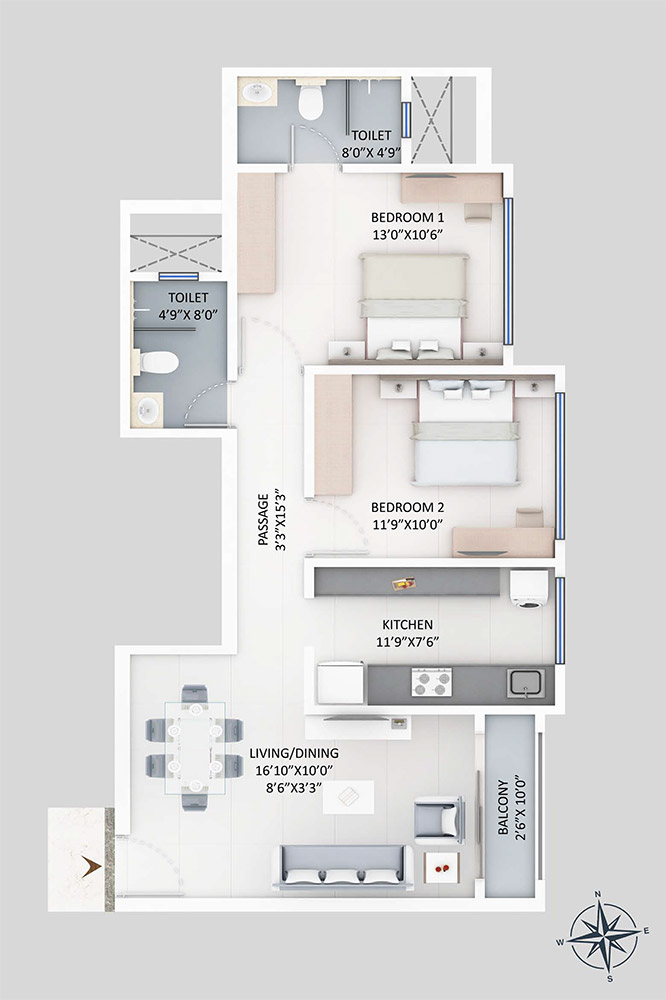 TOILET
8'0"X 4'9"
BEDROOM 1
13'0"X10'6"
TOILET
4'9"X 8'0"
PASSAGE
3'3"X15'3"
BEDROOM 2
11'9"X10'0"
KITCHEN
11'9"X7'6"
LIVING/DINING
16'10"X10'0"
8'6"X3'3"
BALCONY
2'6"X 10'0"
N
W
E
S